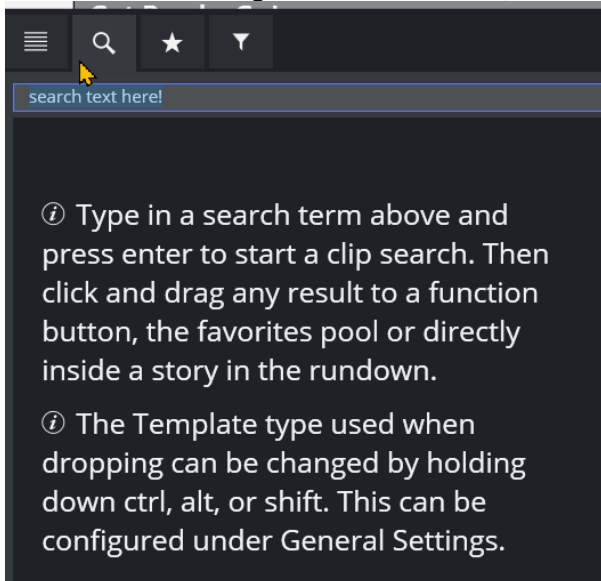 search text here!
ⓘ Type in a search term above and
press enter to start a clip search. Then
click and drag any result to a function
button, the favorites pool or directly
inside a story in the rundown.
ⓘ The Template type used when
dropping can be changed by holding
down ctrl, alt, or shift. This can be
configured under General Settings.